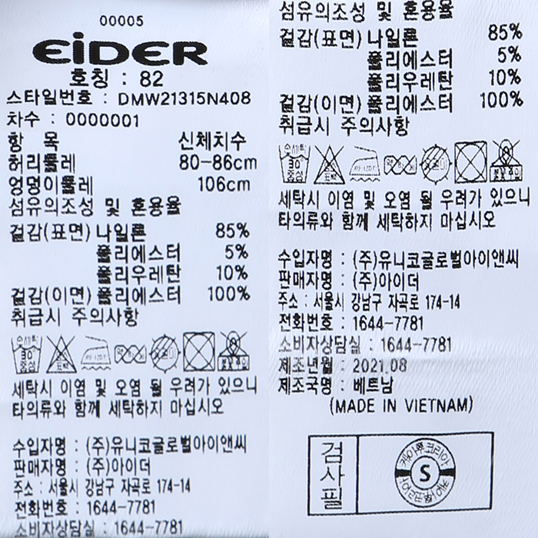 00005
EiDER
호칭 : 82
스타일번호 : DMW21315N408
차수 : 0000001
항 목 신체치수
허리둘레 80-86cm
엉덩이둘레 106cm
섬유의조성 및 혼용율
겉감(표면) 나일론 85%
폴리에스터 5%
폴리우레탄 10%
겉감(이면) 폴리에스터 100%
취급시 주의사항
세탁시 이염 및 오염 될 우려가 있으니
타의류와 함께 세탁하지 마십시오
수입자명 : (주)유니코글로벌아이앤씨
판매자명 : (주)아이더
주소 : 서울시 강남구 자곡로 174-14
전화번호 : 1644-7781
소비자상담실 : 1644-7781
섬유의조성 및 혼용율
겉감(표면) 나일론 85%
폴리에스터 5%
폴리우레탄 10%
겉감(이면) 폴리에스터 100%
취급시 주의사항
세탁시 이염 및 오염 될 우려가 있으니
타의류와 함께 세탁하지 마십시오
수입자명 : (주)유니코글로벌아이앤씨
판매자명 : (주)아이더
주소 : 서울시 강남구 자곡로 174-14
전화번호 : 1644-7781
소비자상담실 : 1644-7781
제조년월 : 2021.08
제조국명 : 베트남
(MADE IN VIETNAM)
검사필
S